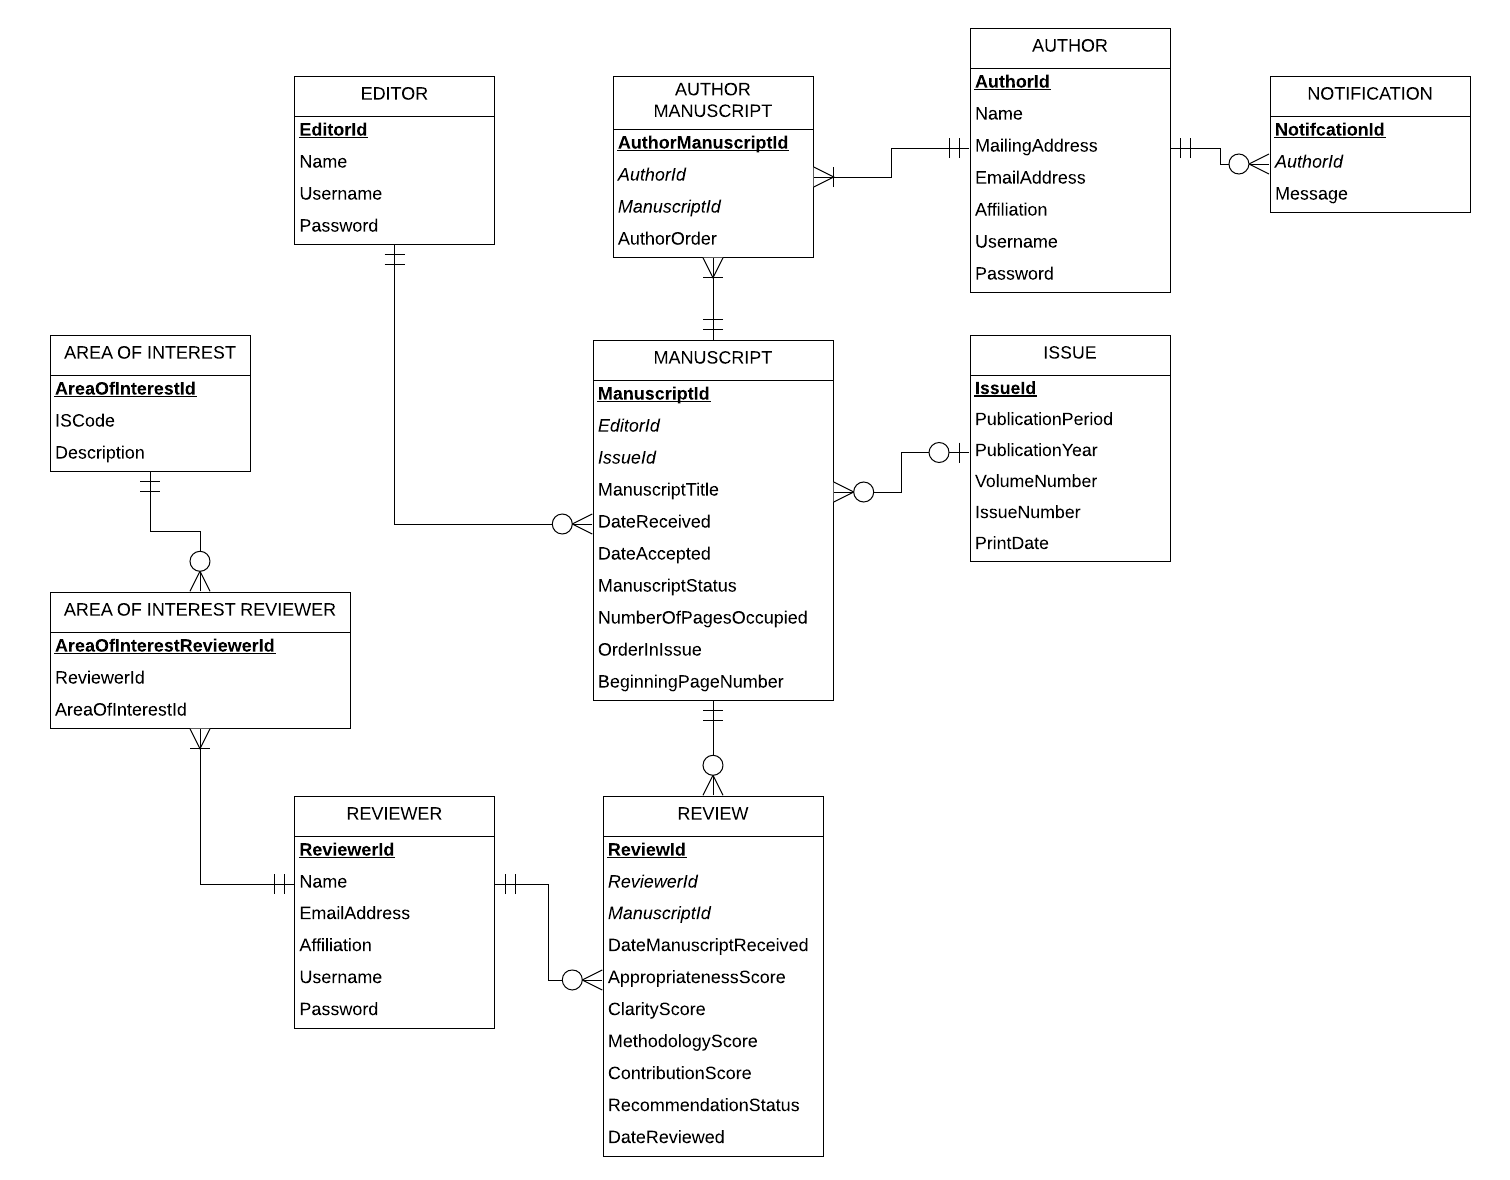 EDITOR
EditorId
Name
Username
Password
AUTHOR
MANUSCRIPT
AuthorManuscriptId
AuthorId
ManuscriptId
AuthorOrder
AUTHOR
AuthorId
Name
MailingAddress
EmailAddress
Affiliation
Username
Password
NOTIFICATION
NotifcationId
AuthorId
Message
AREA OF INTEREST
AreaOfInterestId
ISCode
Description
MANUSCRIPT
ManuscriptId
EditorId
IssueId
ManuscriptTitle
DateReceived
DateAccepted
ManuscriptStatus
NumberOfPagesOccupied
OrderInIssue
BeginningPageNumber
ISSUE
IssueId
PublicationPeriod
PublicationYear
VolumeNumber
IssueNumber
PrintDate
AREA OF INTEREST REVIEWER
AreaOfInterestReviewerId
ReviewerId
AreaOfInterestId
REVIEWER
ReviewerId
Name
EmailAddress
Affiliation
Username
Password
REVIEW
ReviewId
ReviewerId
ManuscriptId
DateManuscriptReceived
AppropriatenessScore
ClarityScore
MethodologyScore
ContributionScore
RecommendationStatus
DateReviewed